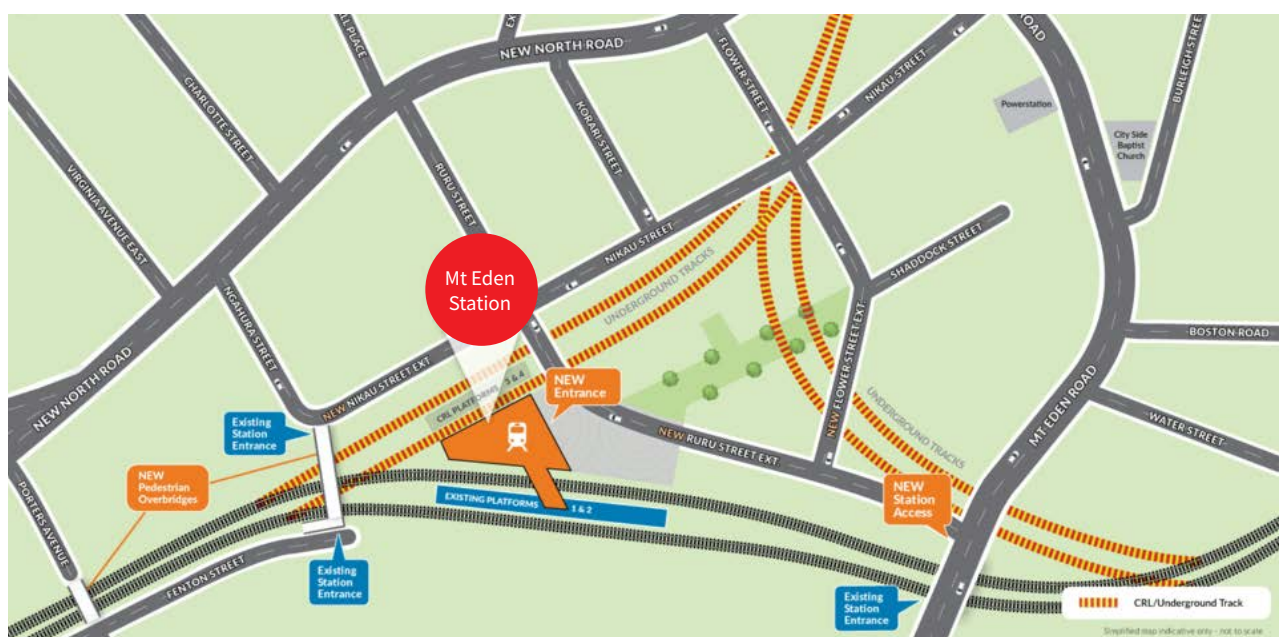 NEW NORTH ROAD
FLOWER STREET
NIKAU STREET
ROAD
BURLEIGH STREET
CHARLOTTE STREET
KORARI STREET
Powerstation
City Side
Baptist
Church
VIRGINIA AVENUE EAST
RURU STREET
NIKAU STREET
SHADDOCK STREET
Mt Eden
Station
UNDERGROUND TRACKS
NGAHURA STREET
BOSTON ROAD
NEW NORTH ROAD
NEW NIKAU STREET EXT
CRL PLATFORMS 3 & 4
NEW
Entrance
NEW FLOWER STREET EXT
UNDERGROUND TRACKS
MT EDEN ROAD
WATER STREET
Existing
Station
Entrance
NEW RURU STREET EXT
NEW
Pedestrian
Overbridges
PORTERS AVENUE
EXISTING PLATFORMS 1 & 2
NEW
Station
Access
FENTON STREET
Existing
Station
Entrance
Existing
Station
Entrance
CRL/Underground Track
Simplified map indicative only - not to scale